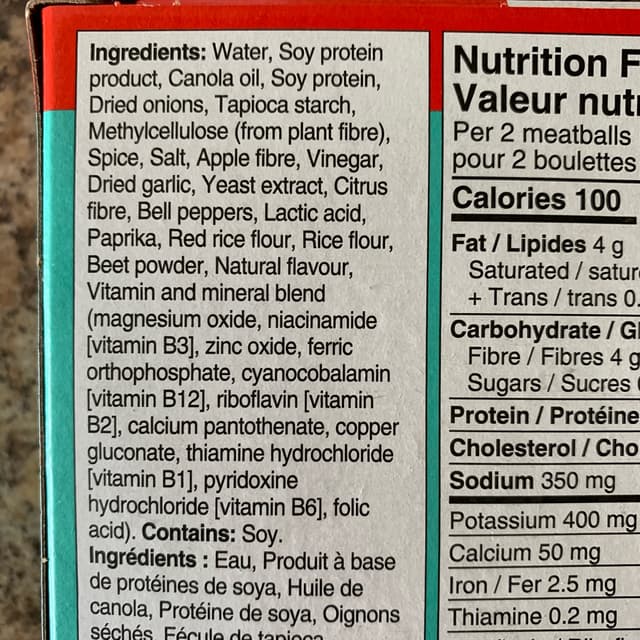 Ingredients: Water, Soy protein
product, Canola oil, Soy protein,
Dried onions, Tapioca starch,
Methylcellulose (from plant fibre),
Spice, Salt, Apple fibre, Vinegar,
Dried garlic, Yeast extract, Citrus
fibre, Bell peppers, Lactic acid,
Paprika, Red rice flour, Rice flour,
Beet powder, Natural flavour,
Vitamin and mineral blend
(magnesium oxide, niacinamide
[vitamin B3], zinc oxide, ferric
orthophosphate, cyanocobalamin
[vitamin B12], riboflavin [vitamin
B2], calcium pantothenate, copper
gluconate, thiamine hydrochloride
[vitamin B1], pyridoxine
hydrochloride [vitamin B6], folic
acid). Contains: Soy.
Ingrédients : Eau, Produit à base
de protéines de soya, Huile de
canola, Protéine de soya, Oignons
séchés, Fécule de tapioca
Nutrition F
Valeur nutr
Per 2 meatballs
pour 2 boulettes
Calories 100
Fat / Lipides 4 g
Saturated / satur
+ Trans / trans 0.
Carbohydrate / Gl
Fibre / Fibres 4 g
Sugars / Sucres
Protein / Protéine
Cholesterol / Cho
Sodium 350 mg
Potassium 400 mg
Calcium 50 mg
Iron / Fer 2.5 mg
Thiamine 0.2 mg